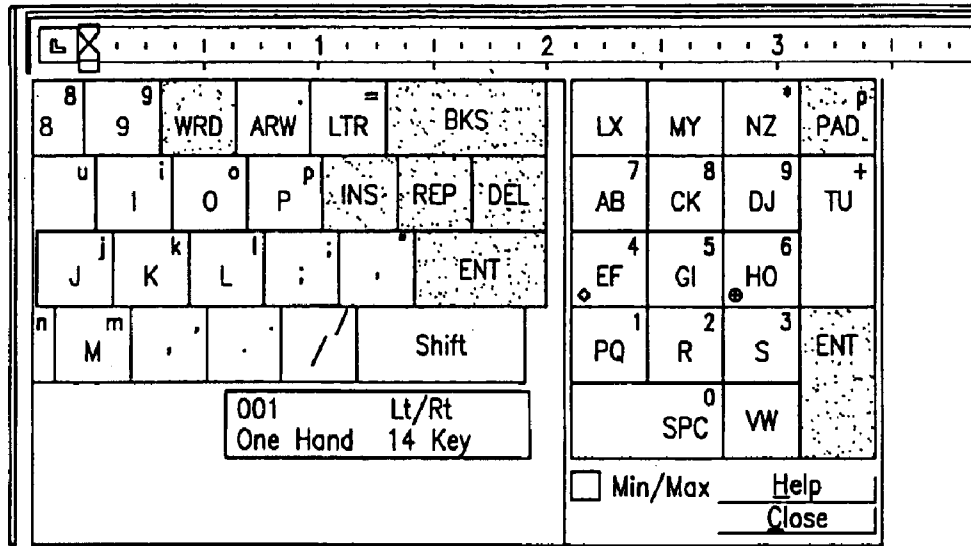 1 2 3
8 8 9 9 WRD . ARW = LTR BKS LX MY * NZ p PAD
u i 1 o O p P INS REP DEL 7 AB 8 CK 9 DJ + TU
j J k K l L ; ; " ' ENT 4 EF 5 GI 6 HO
n m M , , . . / / Shift 1 PQ 2 R 3 S ENT
001 Lt/Rt 0 SPC VW
One Hand 14 Key
Min/Max Help
Close